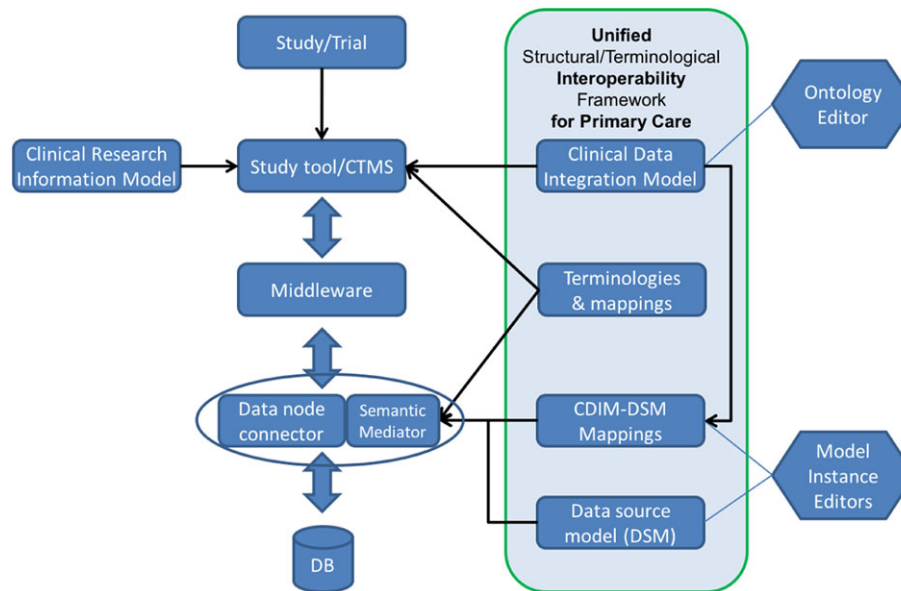 Study/Trial
Unified
Structural/Terminological
Interoperability
Framework
for Primary Care
Ontology
Editor
Clinical Research
Information Model
Study tool/CTMS
Clinical Data
Integration Model
Middleware
Terminologies
& mappings
Data node
connector
Semantic
Mediator
CDIM-DSM
Mappings
Model
Instance
Editors
Data source
model (DSM)
DB